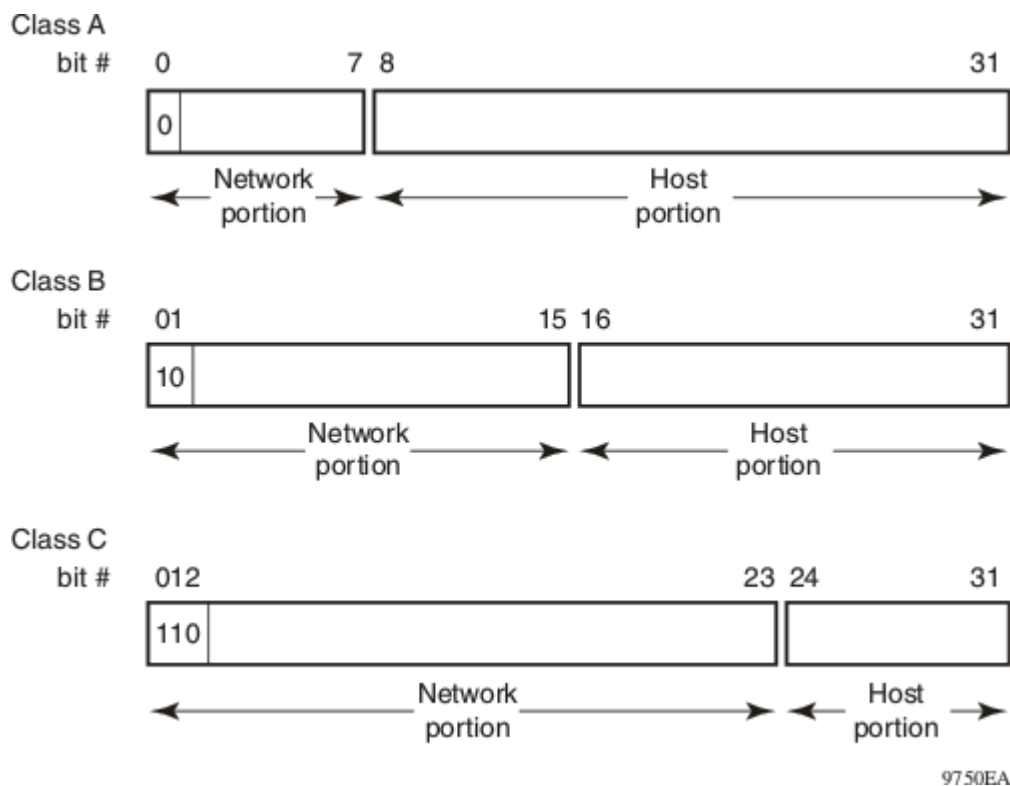 Class A
bit # 0 7 8 31
0
Network portion Host portion
Class B
bit # 01 15 16 31
10
Network portion Host portion
Class C
bit # 012 23 24 31
110
Network portion Host portion
9750EA